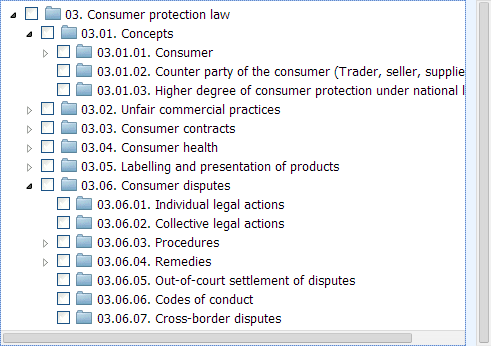 03. Consumer protection law
03.01. Concepts
03.01.01. Consumer
03.01.02. Counter party of the consumer (Trader, seller, supplie
03.01.03. Higher degree of consumer protection under national l
03.02. Unfair commercial practices
03.03. Consumer contracts
03.04. Consumer health
03.05. Labelling and presentation of products
03.06. Consumer disputes
03.06.01. Individual legal actions
03.06.02. Collective legal actions
03.06.03. Procedures
03.06.04. Remedies
03.06.05. Out-of-court settlement of disputes
03.06.06. Codes of conduct
03.06.07. Cross-border disputes